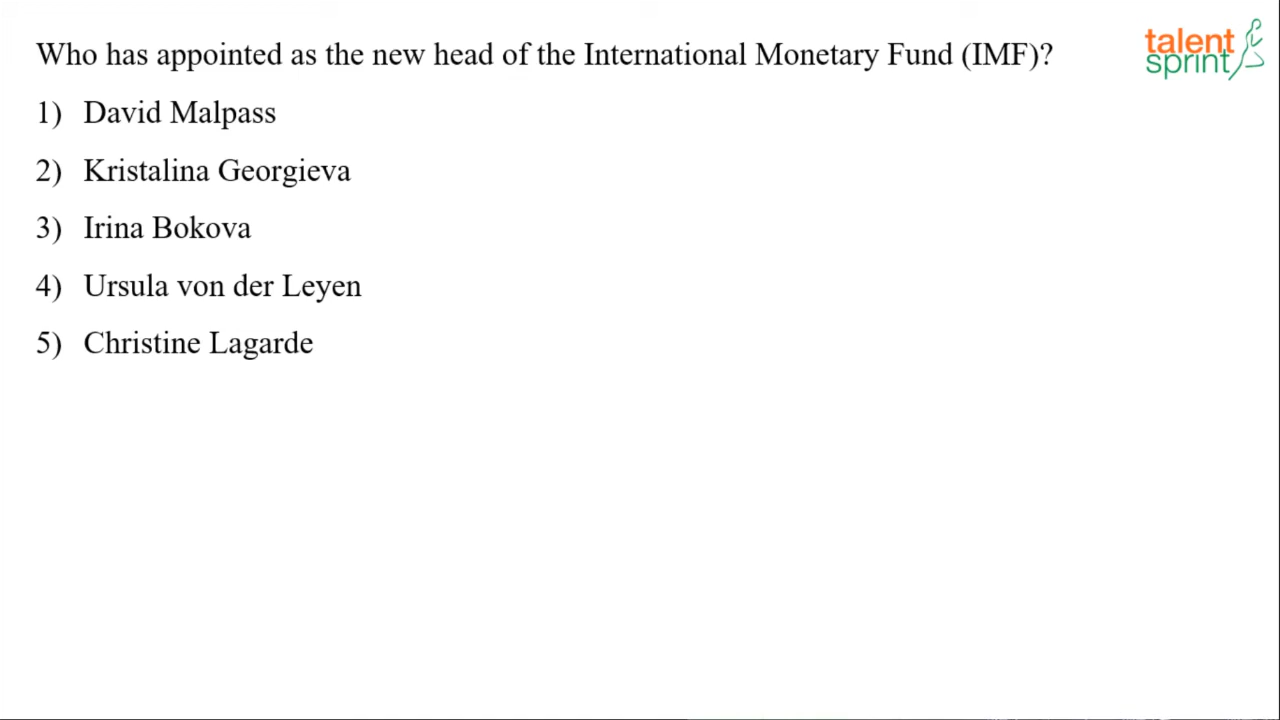 Who has appointed as the new head of the International Monetary Fund (IMF)?
talent
sprint
1) David Malpass
2) Kristalina Georgieva
3) Irina Bokova
4) Ursula von der Leyen
5) Christine Lagarde